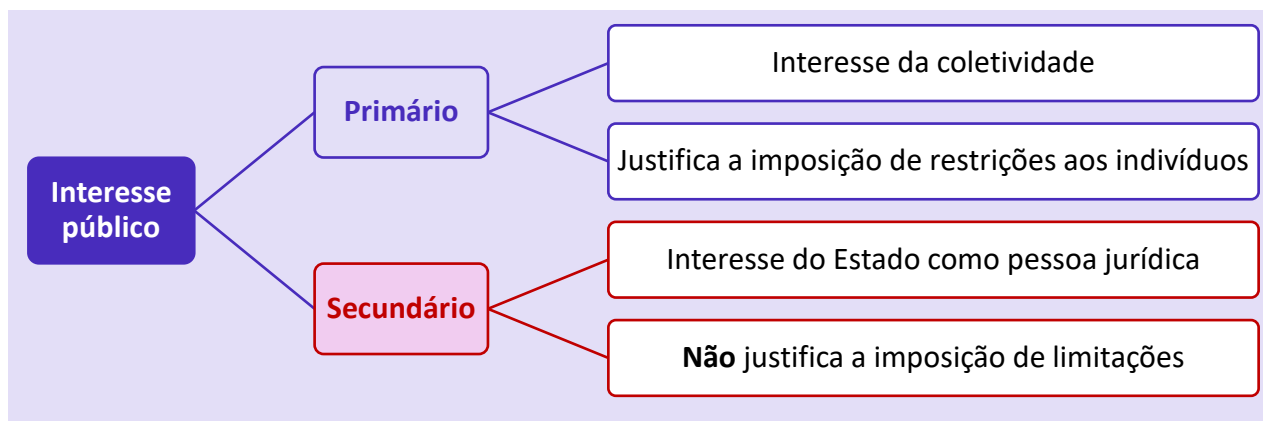 Interesse
público
Primário
Interesse da coletividade
Justifica a imposição de restrições aos indivíduos
Secundário
Interesse do Estado como pessoa jurídica
Não justifica a imposição de limitações